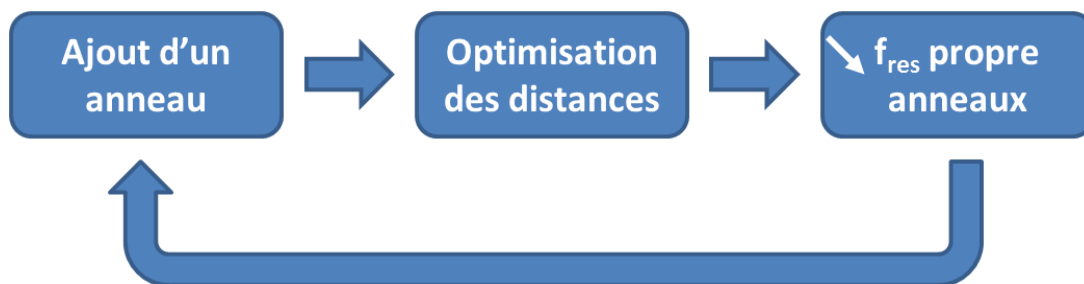 Ajout d’un
anneau
Optimisation
des distances
f_res propre
anneaux